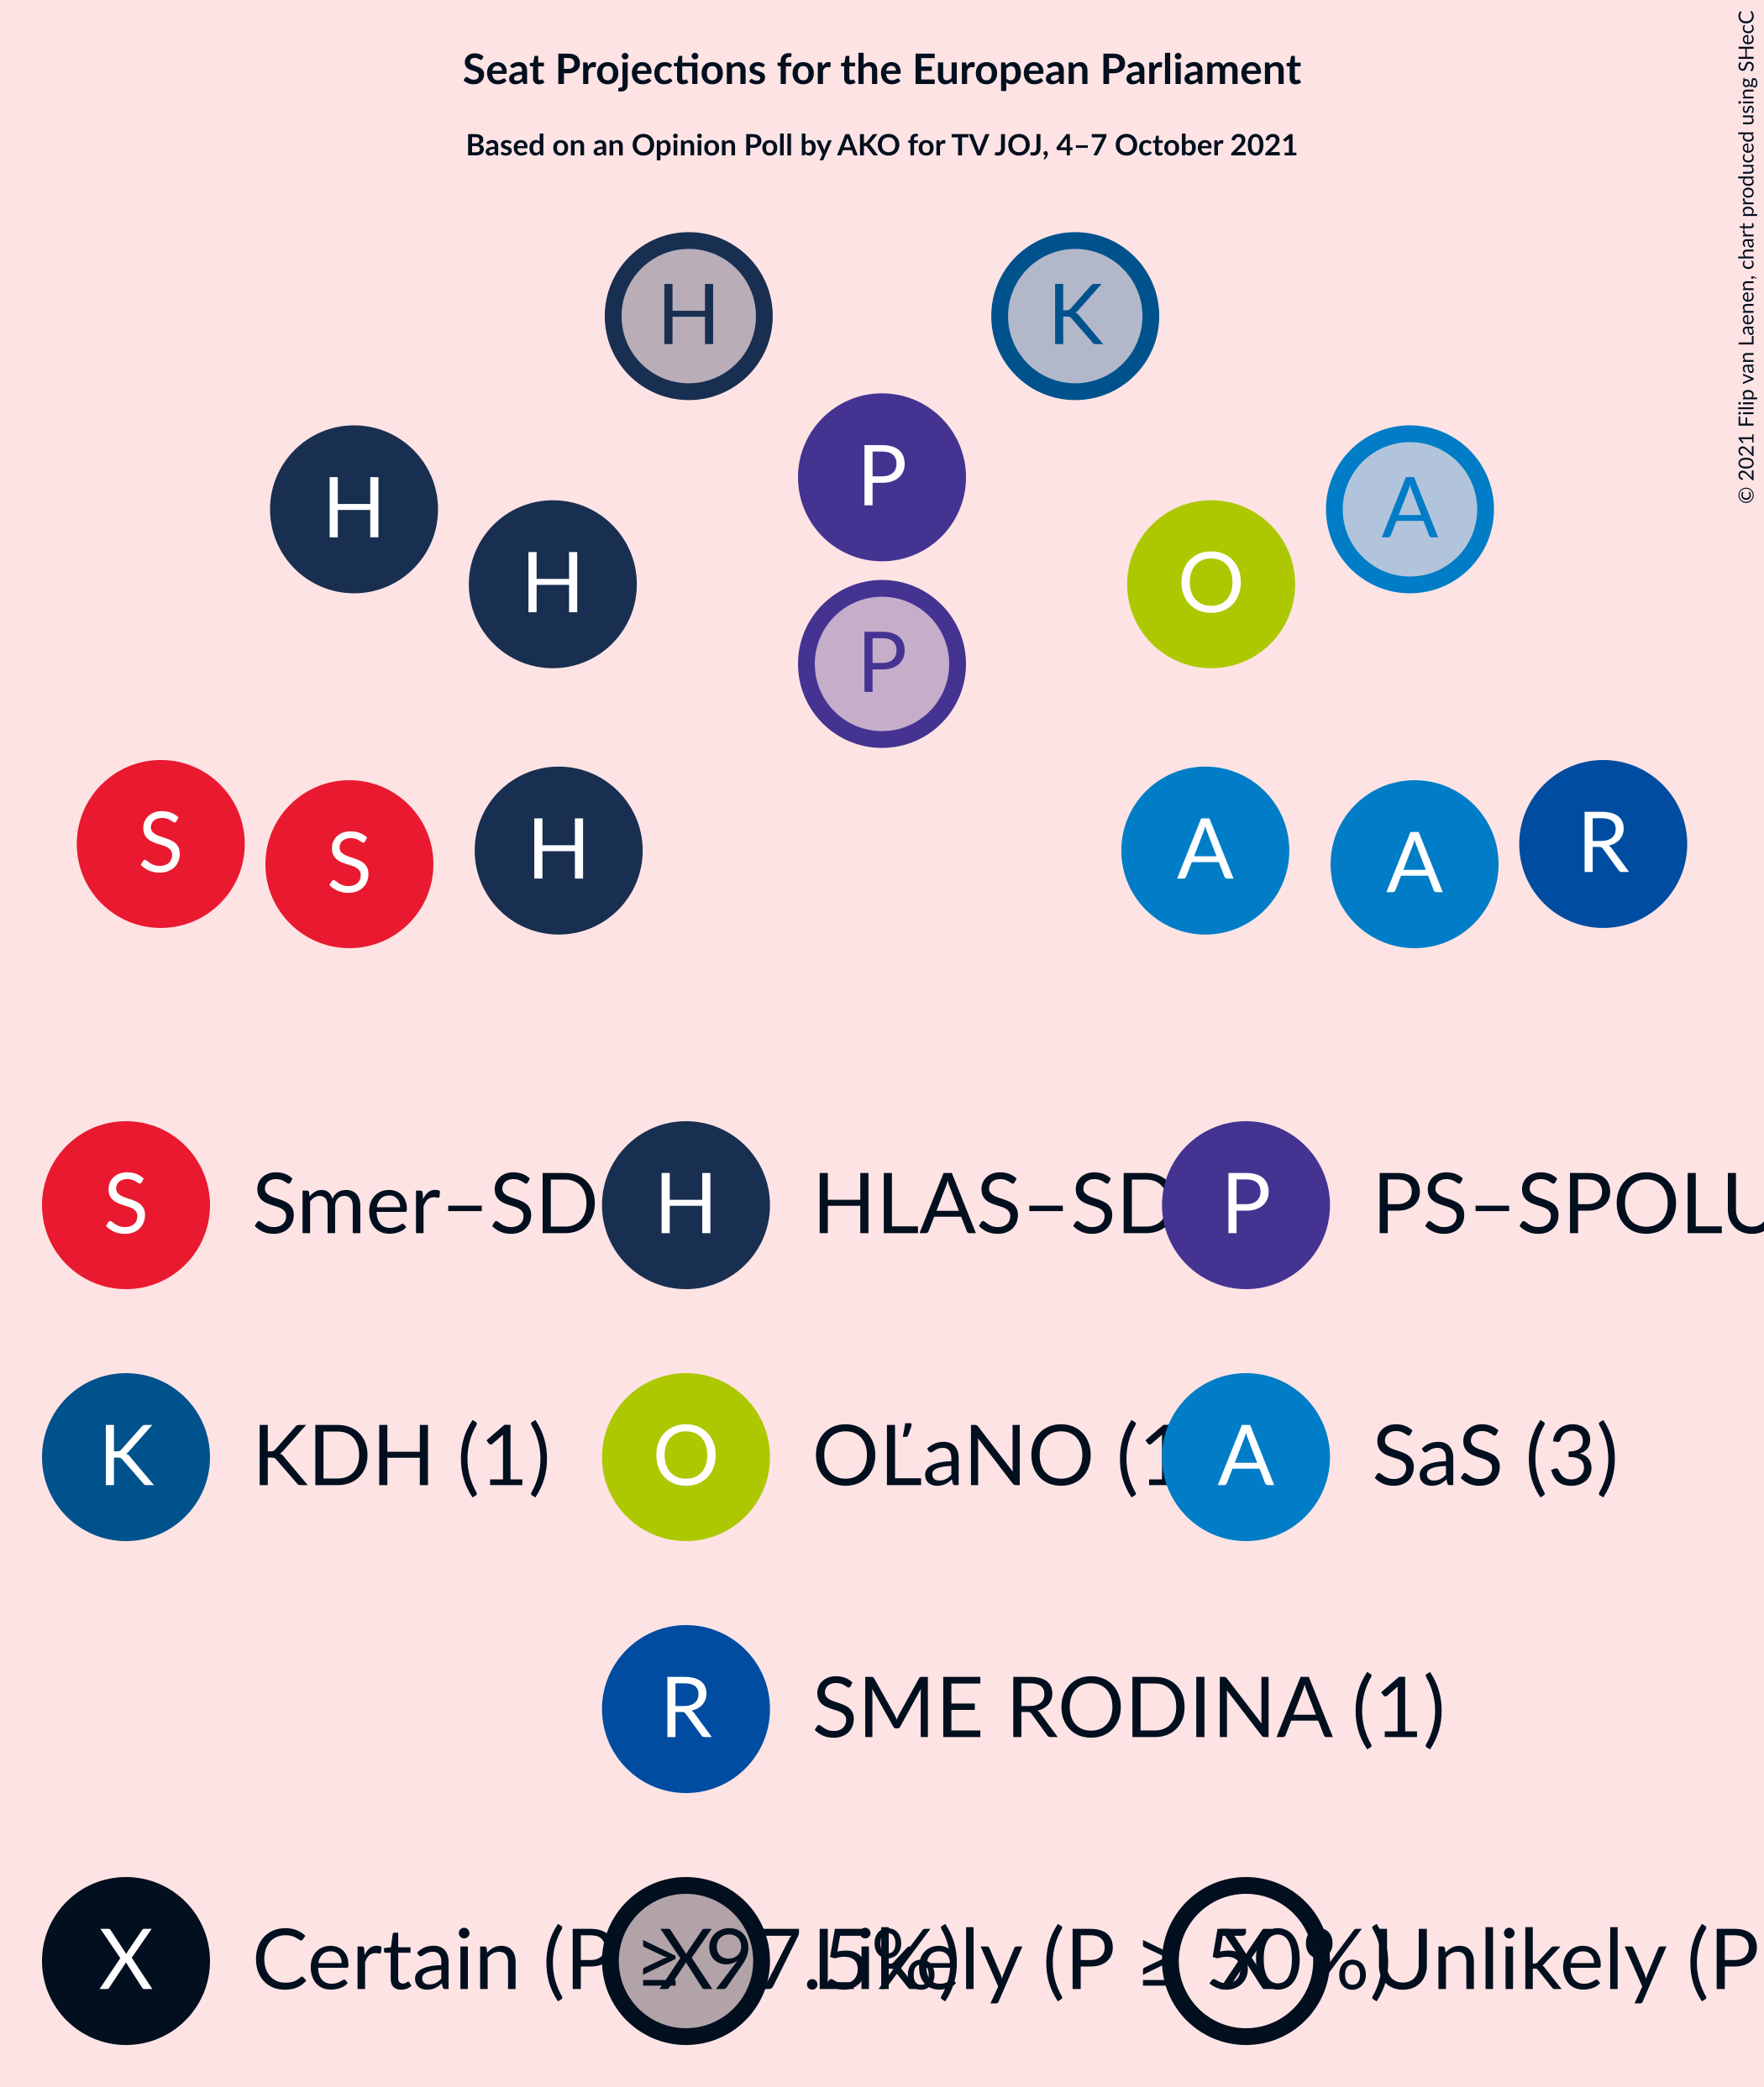 Seat Projections for the European Parliament
Based on an Opinion Poll by AKO for TV JOJ, 4–7 October 2021
© 2021 Filip van Laenen, chart produced using SHecC
H K
P
H A
H O
P
S R
S H A A
S Smer–SD H HLAS–SD P PS–SPOLU
K KDH (1) O OĽaNO (1 A SaS (3)
R SME RODINA (1)
X Certain (P ≥ 97.5%) X Likely (P ≥ 50%) X Unlikely (P